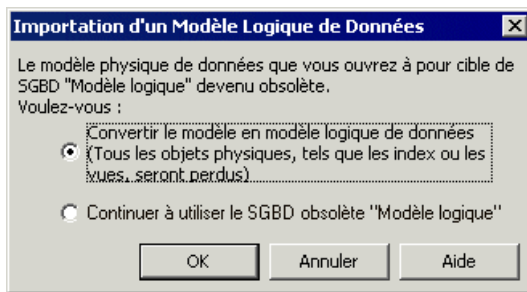 Importation d'un Modèle Logique de Données
Le modèle physique de données que vous ouvrez à pour cible de
SGBD "Modèle logique" devenu obsolète.
Voulez-vous :
Convertir le modèle en modèle logique de données
(Tous les objets physiques, tels que les index ou les
vues, seront perdus)
Continuer à utiliser le SGBD obsolète "Modèle logique"
OK
Annuler
Aide